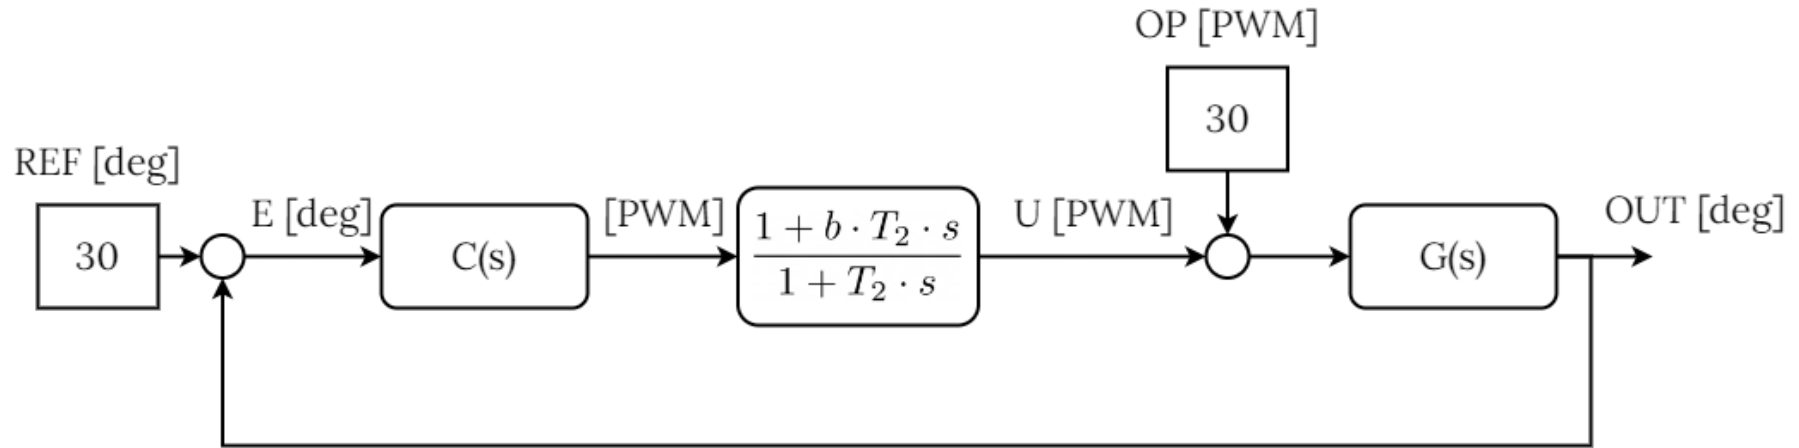 OP [PWM]
30
REF [deg]
30
E [deg]
C(s)
[PWM]
1 + b · T₂ · s
1 + T₂ · s
U [PWM]
G(s)
OUT [deg]